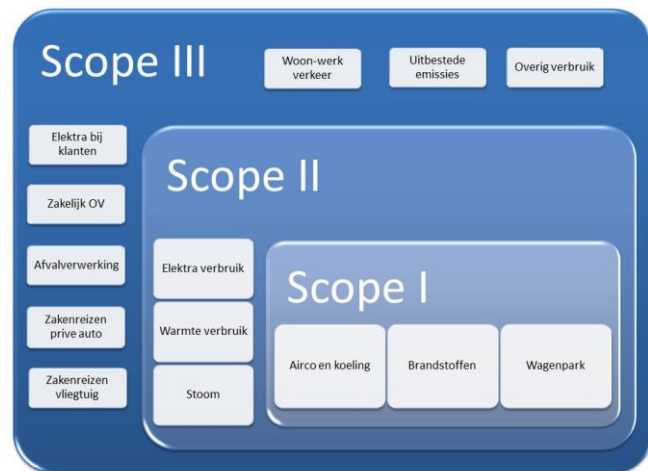 Scope III
Woon-werk
verkeer
Uitbestede
emissies
Overig verbruik
Elektra bij
klanten
Zakelijk OV
Afvalverwerking
Zakenreizen
prive auto
Zakenreizen
vliegtuig
Scope II
Elektra verbruik
Warmte verbruik
Stoom
Scope I
Airco en koeling
Brandstoffen
Wagenpark